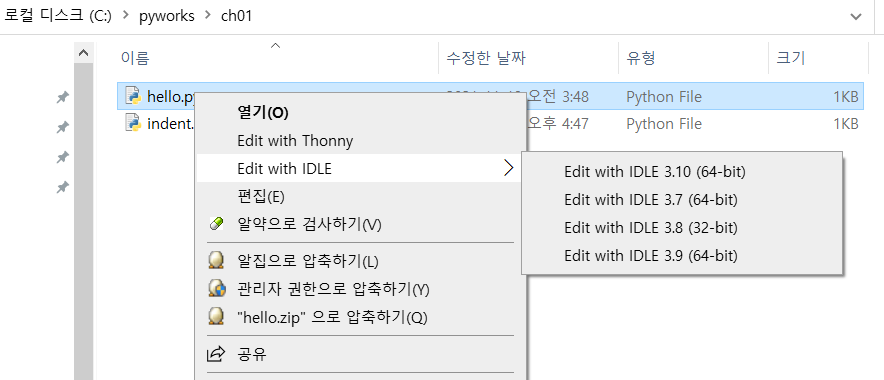 로컬 디스크 (C:) > pyworks > ch01
이름 수정한 날짜 유형 크기
hello.py 오전 3:48 Python File 1KB
indent. 오후 4:47 Python File 1KB
열기(O)
Edit with Thonny
Edit with IDLE
편집(E)
알약으로 검사하기(V)
알집으로 압축하기(L)
관리자 권한으로 압축하기(Y)
"hello.zip" 으로 압축하기(Q)
공유
Edit with IDLE 3.10 (64-bit)
Edit with IDLE 3.7 (64-bit)
Edit with IDLE 3.8 (32-bit)
Edit with IDLE 3.9 (64-bit)